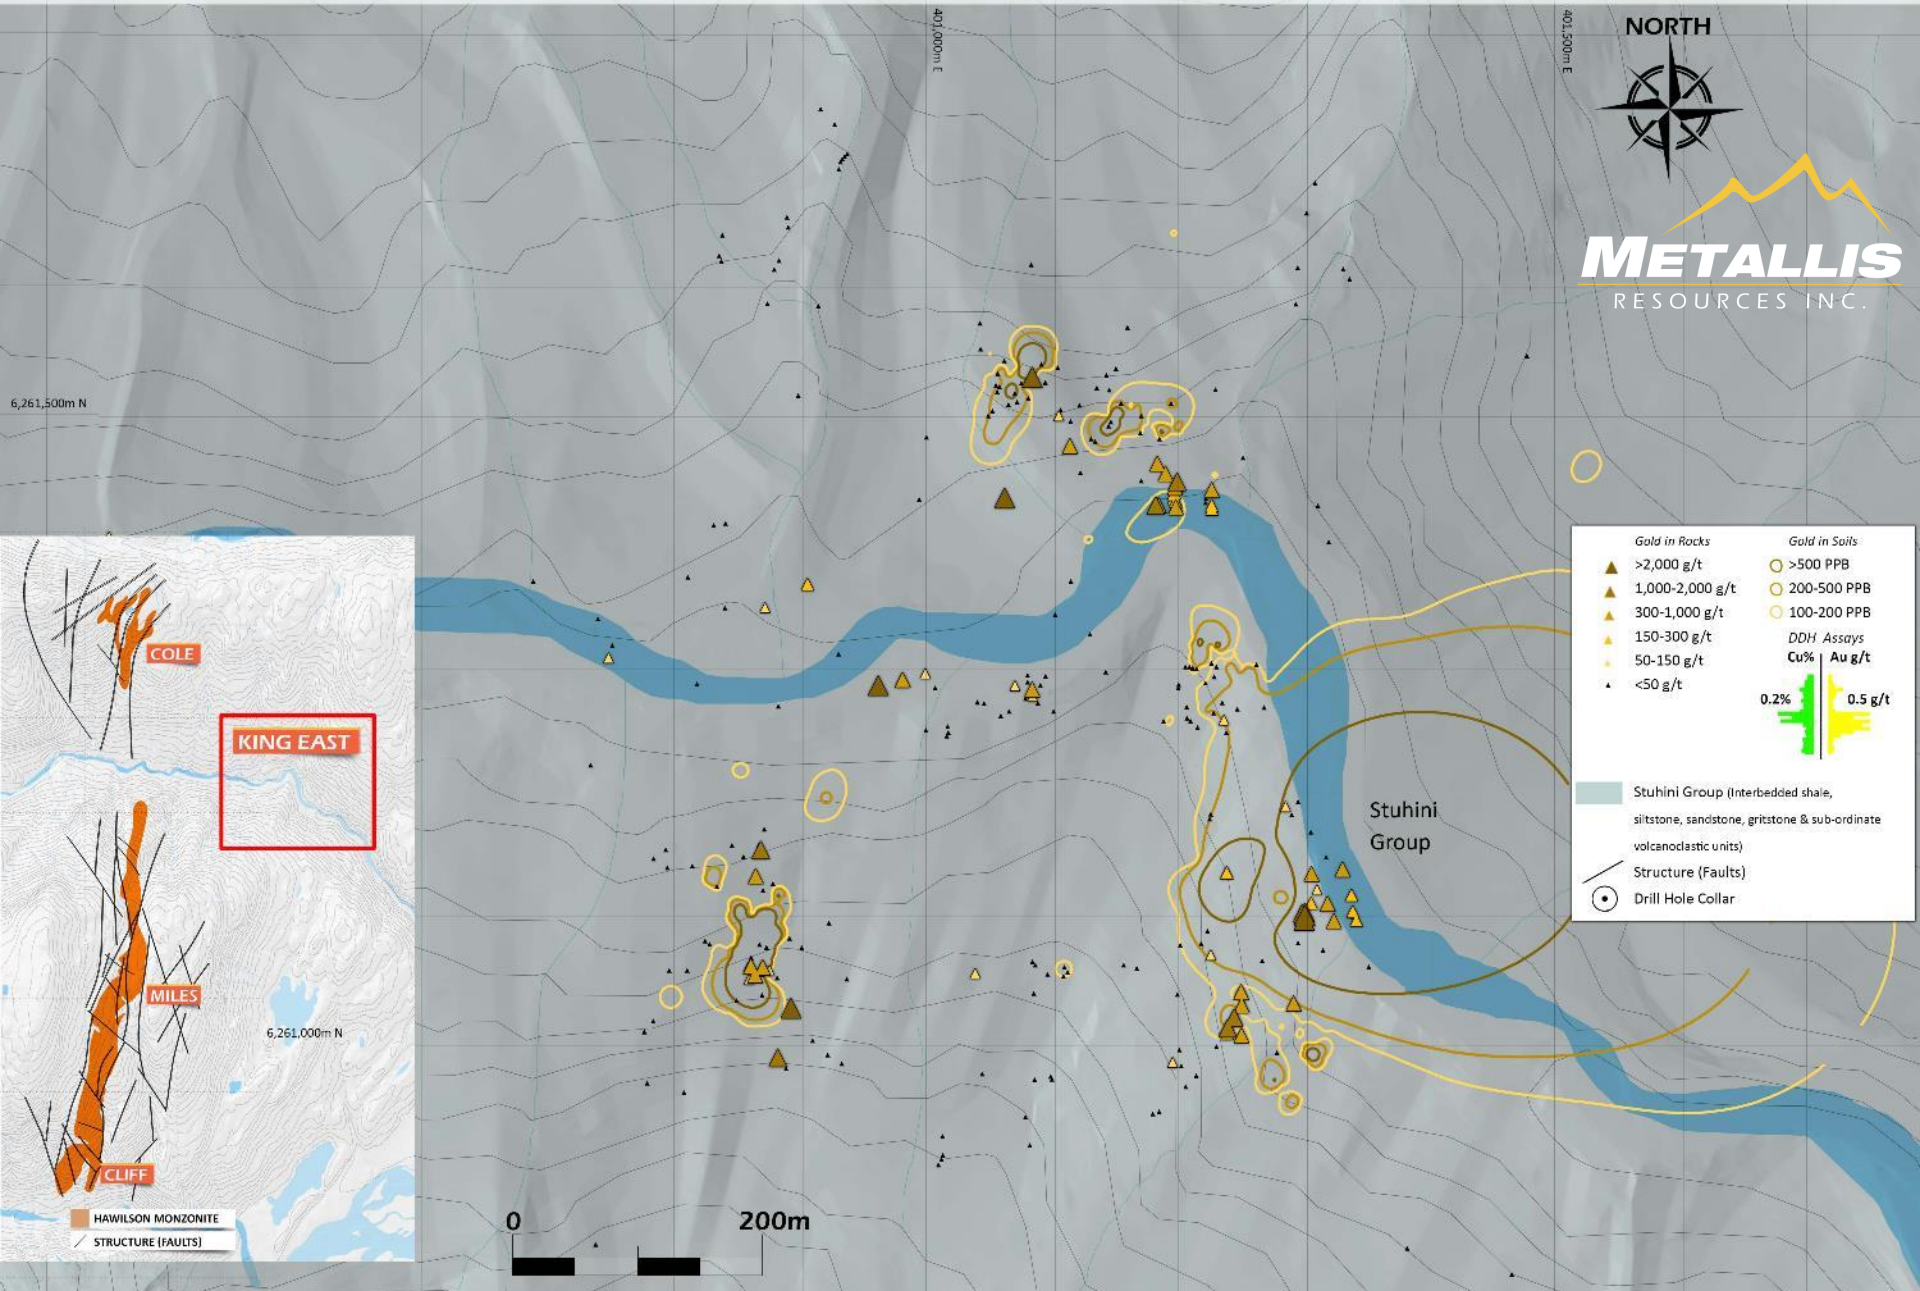 401,000m E
401,500m E
NORTH
METALLIS
RESOURCES INC.
6,261,500m N
Gold in Rocks
>2,000 g/t
1,000-2,000 g/t
300-1,000 g/t
150-300 g/t
50-150 g/t
<50 g/t
Gold in Soils
>500 PPB
200-500 PPB
100-200 PPB
DDH Assays
Cu% Au g/t
0.2% 0.5 g/t
Stuhini Group (Interbedded shale,
siltstone, sandstone, gritstone & sub-ordinate
volcanoclastic units)
Structure (Faults)
Drill Hole Collar
Stuhini
Group
COLE
KING EAST
MILES
6,261,000m N
CLIFF
HAWILSON MONZONITE
STRUCTURE (FAULTS)
0 200m